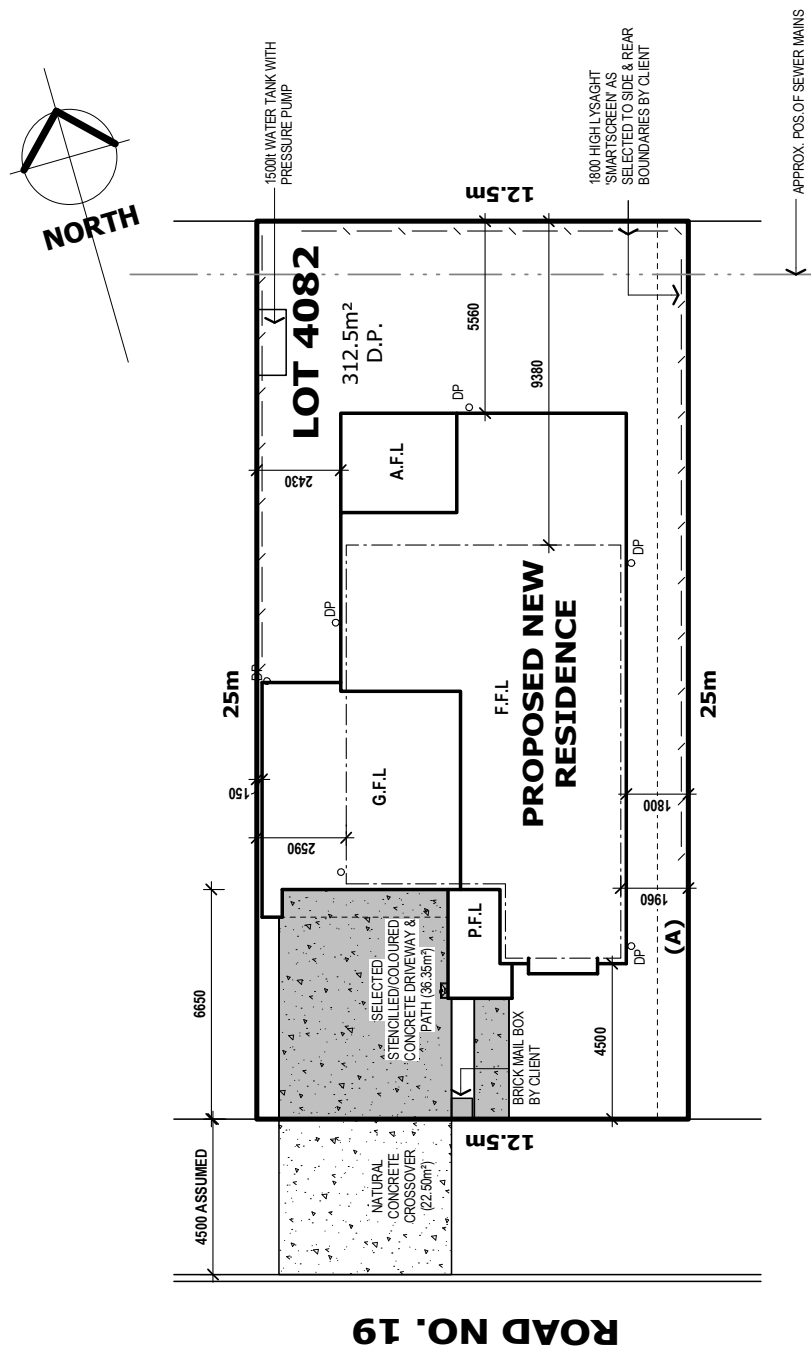 NORTH
1500lt WATER TANK WITH
PRESSURE PUMP
12.5m
1800 HIGH LYSAGHT
'SMARTSCREEN' AS
SELECTED TO SIDE & REAR
BOUNDARIES BY CLIENT
APPROX. POS.OF SEWER MAINS
LOT 4082
312.5m²
D.P.
5560
9380
DP
2430
A.F.L
DP
DP
DP
25m
PROPOSED NEW
RESIDENCE
F.F.L
25m
150
G.F.L
2590
1800
1960
(A)
DP
P.F.L
6650
SELECTED
STENCILLED/COLOURED
CONCRETE DRIVEWAY &
PATH (36.35m²)
4500
BRICK MAIL BOX
BY CLIENT
12.5m
4500 ASSUMED
NATURAL
CONCRETE
CROSSOVER
(22.50m²)
ROAD NO. 19